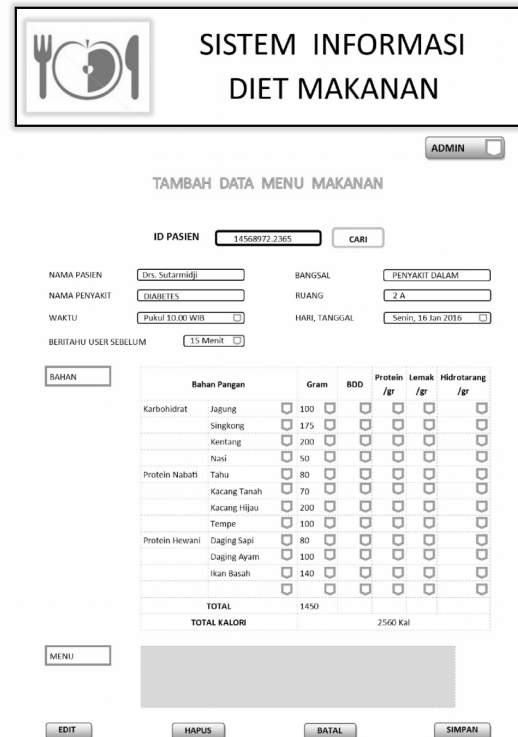 SISTEM INFORMASI
DIET MAKANAN
ADMIN
TAMBAH DATA MENU MAKANAN
ID PASIEN 14568972.2365 CARI
NAMA PASIEN Drs. Sutarmidji BANGSAL PENYAKIT DALAM
NAMA PENYAKIT DIABETES RUANG 2 A
WAKTU Pukul 10.00 WIB HARI, TANGGAL Senin, 16 Jan 2016
BERITAHU USER SEBELUM 15 Menit
BAHAN
Bahan Pangan Gram BDD Protein /gr Lemak /gr Hidrotarang /gr
Karbohidrat Jagung 100
Singkong 175
Kentang 200
Nasi 50
Protein Nabati Tahu 80
Kacang Tanah 70
Kacang Hijau 200
Tempe 100
Protein Hewani Daging Sapi 80
Daging Ayam 100
Ikan Basah 140
TOTAL 1450
TOTAL KALORI 2560 Kal
MENU
EDIT HAPUS BATAL SIMPAN